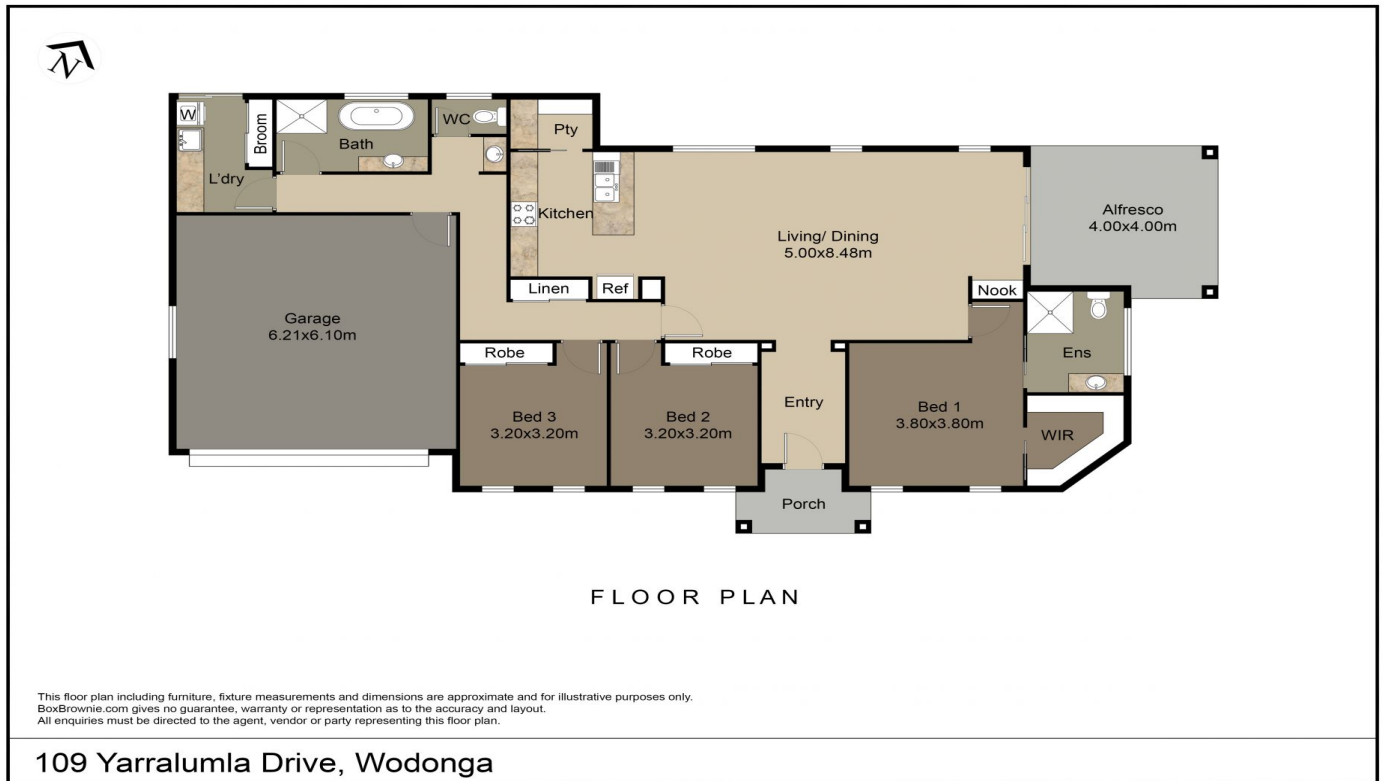 N
W
Broom
Bath
WC
Pty
L'dry
Kitchen
Living/ Dining
5.00x8.48m
Alfresco
4.00x4.00m
Linen
Ref
Nook
Garage
6.21x6.10m
Robe
Robe
Ens
Bed 3
3.20x3.20m
Bed 2
3.20x3.20m
Entry
Bed 1
3.80x3.80m
WIR
Porch
FLOOR PLAN
This floor plan including furniture, fixture measurements and dimensions are approximate and for illustrative purposes only.
BoxBrownie.com gives no guarantee, warranty or representation as to the accuracy and layout.
All enquiries must be directed to the agent, vendor or party representing this floor plan.
109 Yarralumla Drive, Wodonga